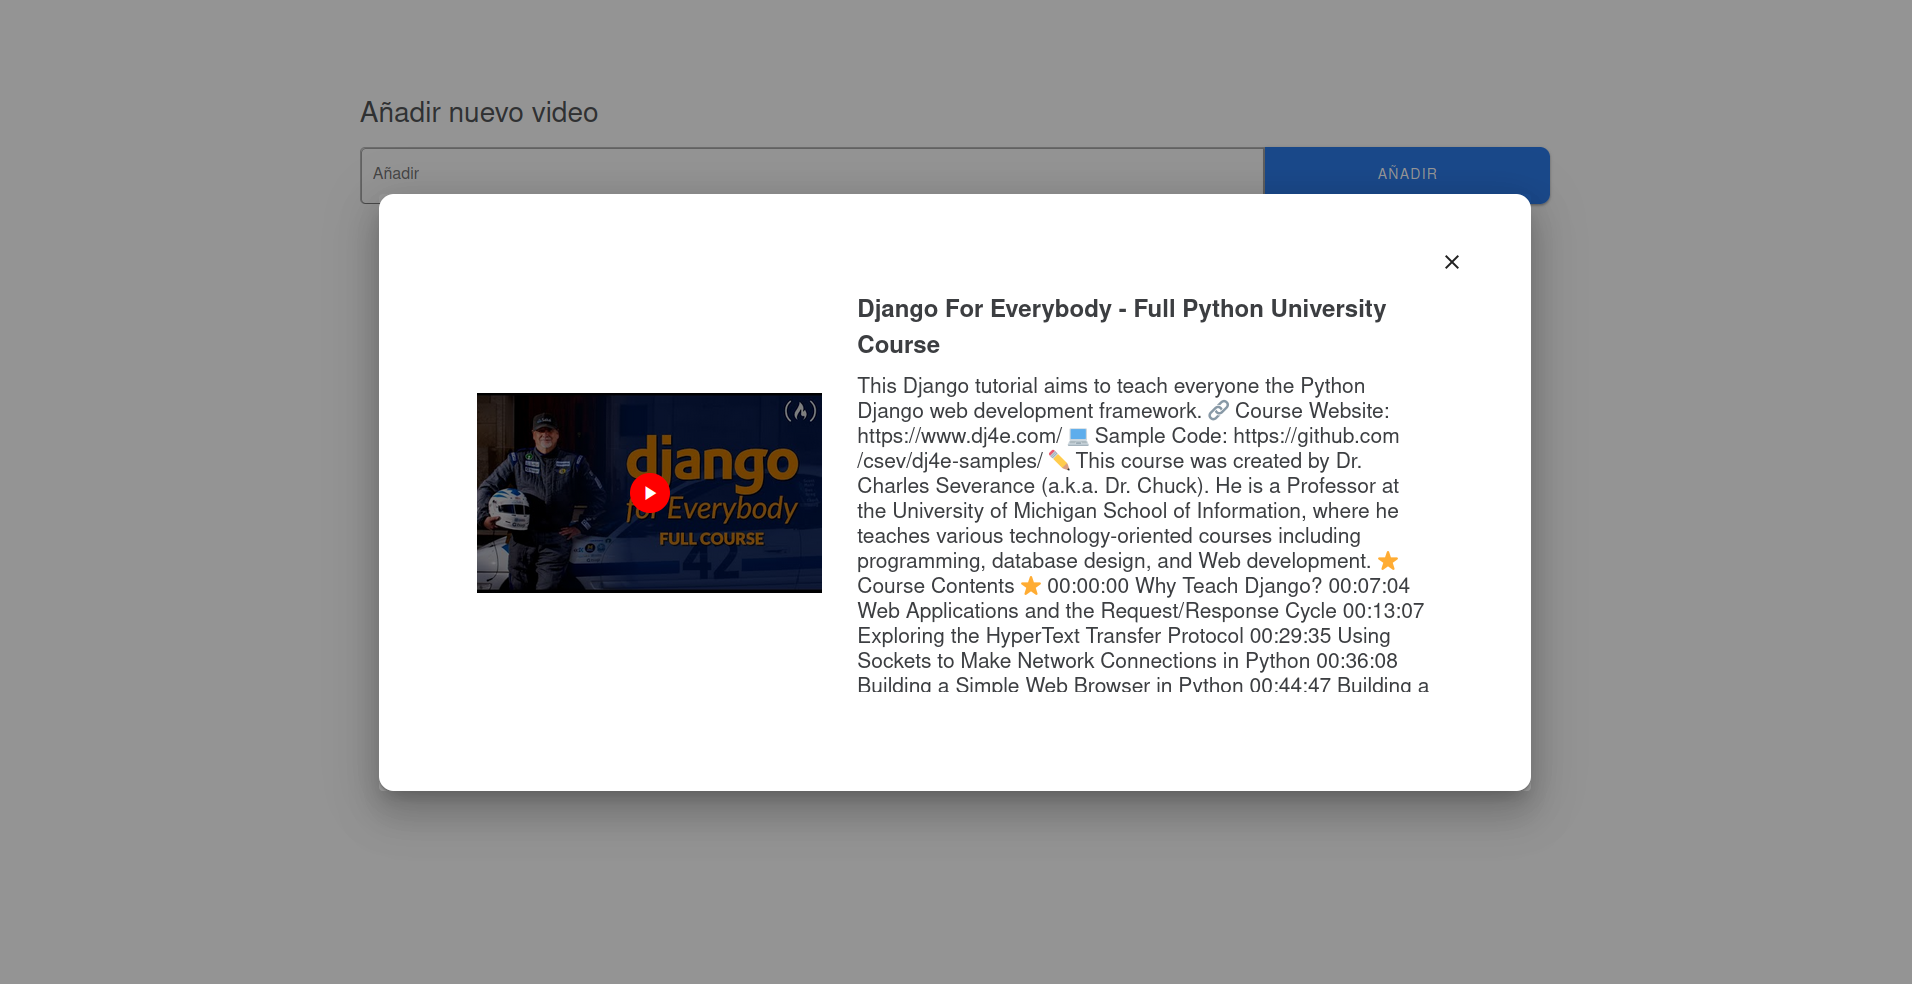 Añadir nuevo video
Añadir
AÑADIR
django
for Everybody
FULL COURSE
42
Django For Everybody - Full Python University
Course
This Django tutorial aims to teach everyone the Python
Django web development framework. 🔗 Course Website:
https://www.dj4e.com/ 💻 Sample Code: https://github.com
/csev/dj4e-samples/ ✏️ This course was created by Dr.
Charles Severance (a.k.a. Dr. Chuck). He is a Professor at
the University of Michigan School of Information, where he
teaches various technology-oriented courses including
programming, database design, and Web development. ⭐
Course Contents ⭐ 00:00:00 Why Teach Django? 00:07:04
Web Applications and the Request/Response Cycle 00:13:07
Exploring the HyperText Transfer Protocol 00:29:35 Using
Sockets to Make Network Connections in Python 00:36:08
Building a Simple Web Browser in Python 00:44:47 Building a